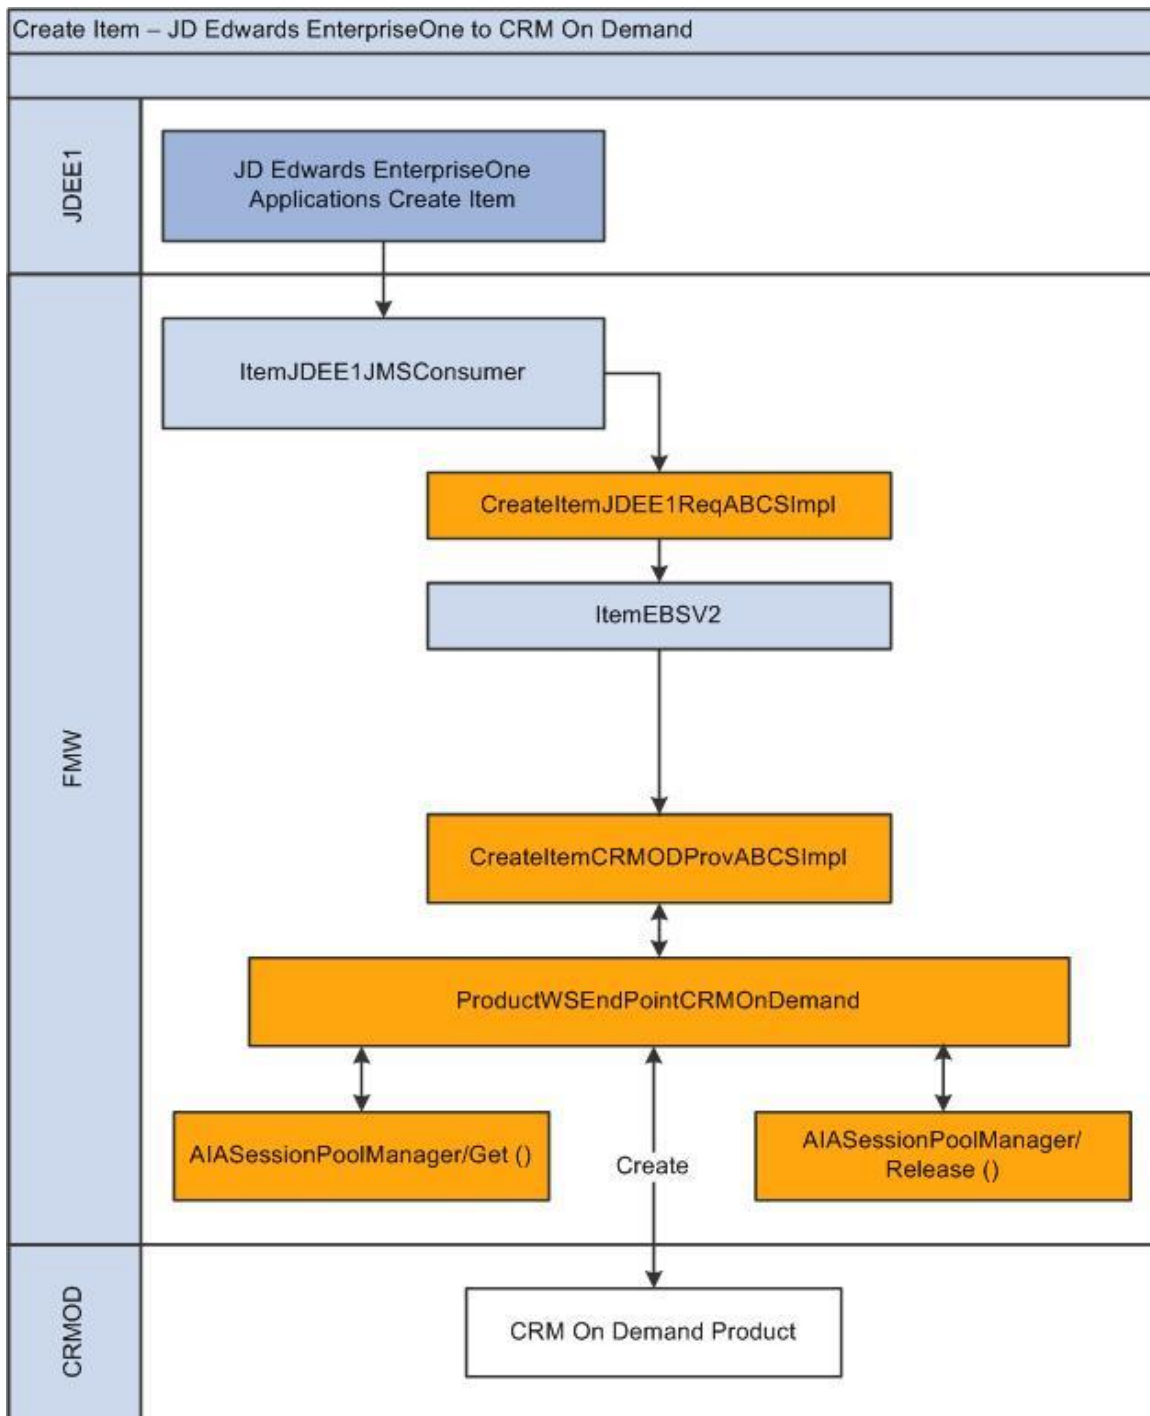 Create Item – JD Edwards EnterpriseOne to CRM On Demand
JDEE1
JD Edwards EnterpriseOne
Applications Create Item
FMW
ItemJDEE1JMSConsumer
CreateItemJDEE1ReqABCSImpl
ItemEBSV2
CreateItemCRMODProvABCSImpl
ProductWSEndPointCRMOnDemand
AIASessionPoolManager/Get ()
Create
AIASessionPoolManager/
Release ()
CRMOD
CRM On Demand Product